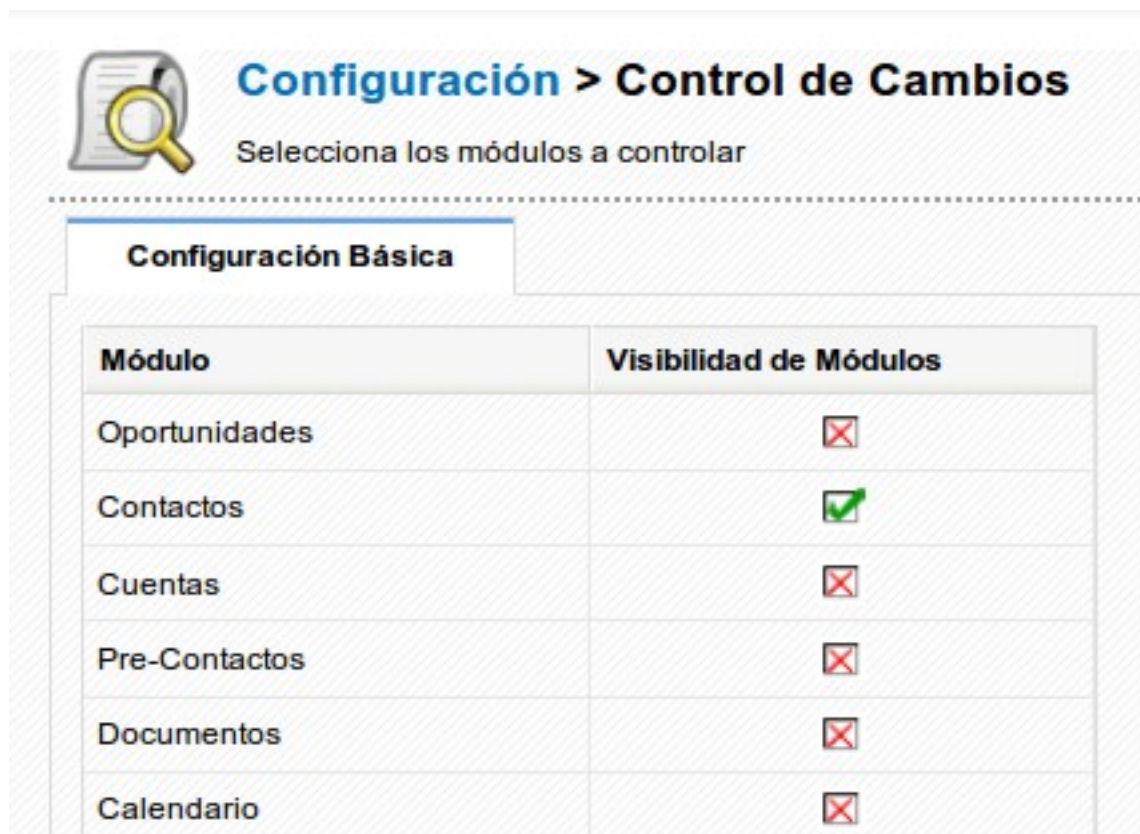 Configuración > Control de Cambios
Selecciona los módulos a controlar
Configuración Básica
Módulo Visibilidad de Módulos
Oportunidades
Contactos
Cuentas
Pre-Contactos
Documentos
Calendario